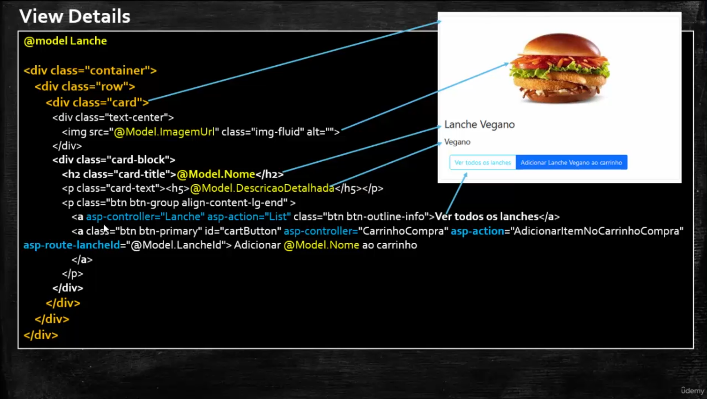 View Details
@model Lanche
<div class="container">
<div class="row">
<div class="card">
<div class="text-center">
<img src="@Model.ImagemUrl" class="img-fluid" alt="">
</div>
<div class="card-block">
<h2 class="card-title">@Model.Nome</h2>
<p class="card-text"><h5>@Model.DescricaoDetalhada</h5></p>
<p class="btn btn-group align-content-lg-end" >
<a asp-controller="Lanche" asp-action="List" class="btn btn-outline-info">Ver todos os lanches</a>
<a class="btn btn-primary" id="cartButton" asp-controller="CarrinhoCompra" asp-action="AdicionarItemNoCarrinhoCompra"
asp-route-lancheId="@Model.LancheId"> Adicionar @Model.Nome ao carrinho
</a>
</p>
</div>
</div>
</div>
</div>
Lanche Vegano
Vegano
Ver todos os lanches Adicionar Lanche Vegano ao carrinho
ûdemy